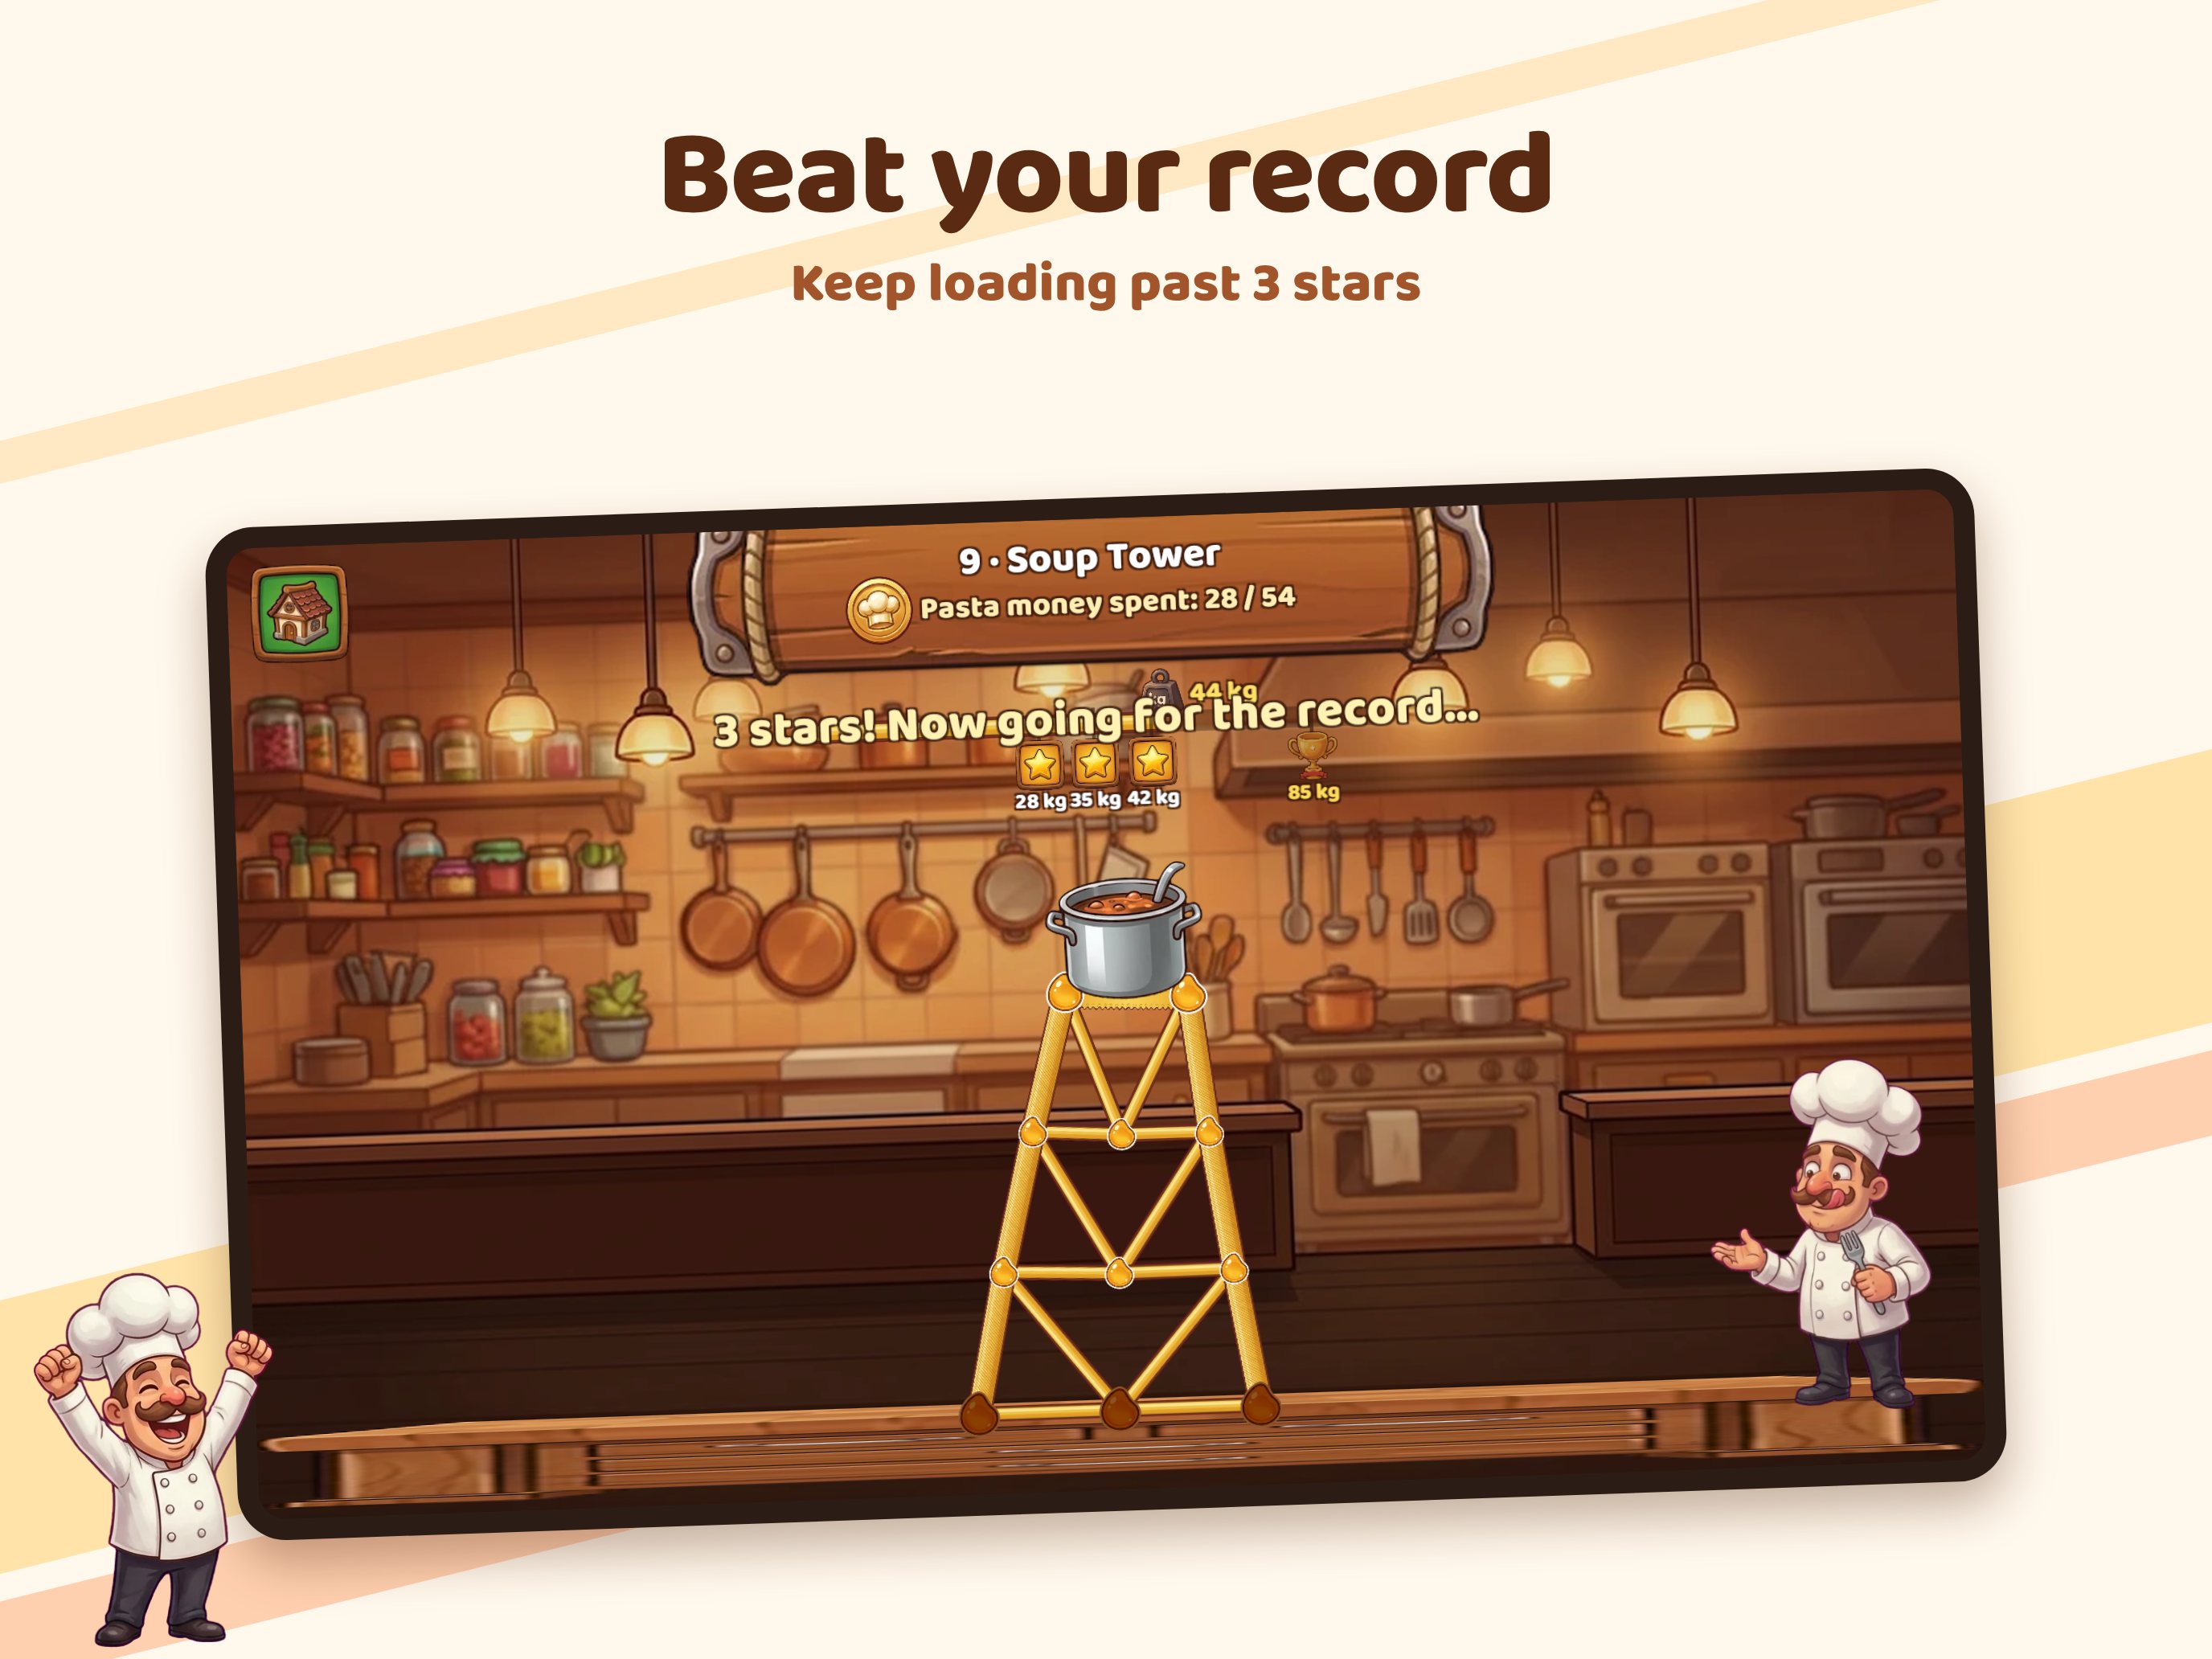 Beat your record
Keep loading past 3 stars
9 · Soup Tower
Pasta money spent: 28 / 54
44 kg
3 stars! Now going for the record...
28 kg 35 kg 42 kg
85 kg